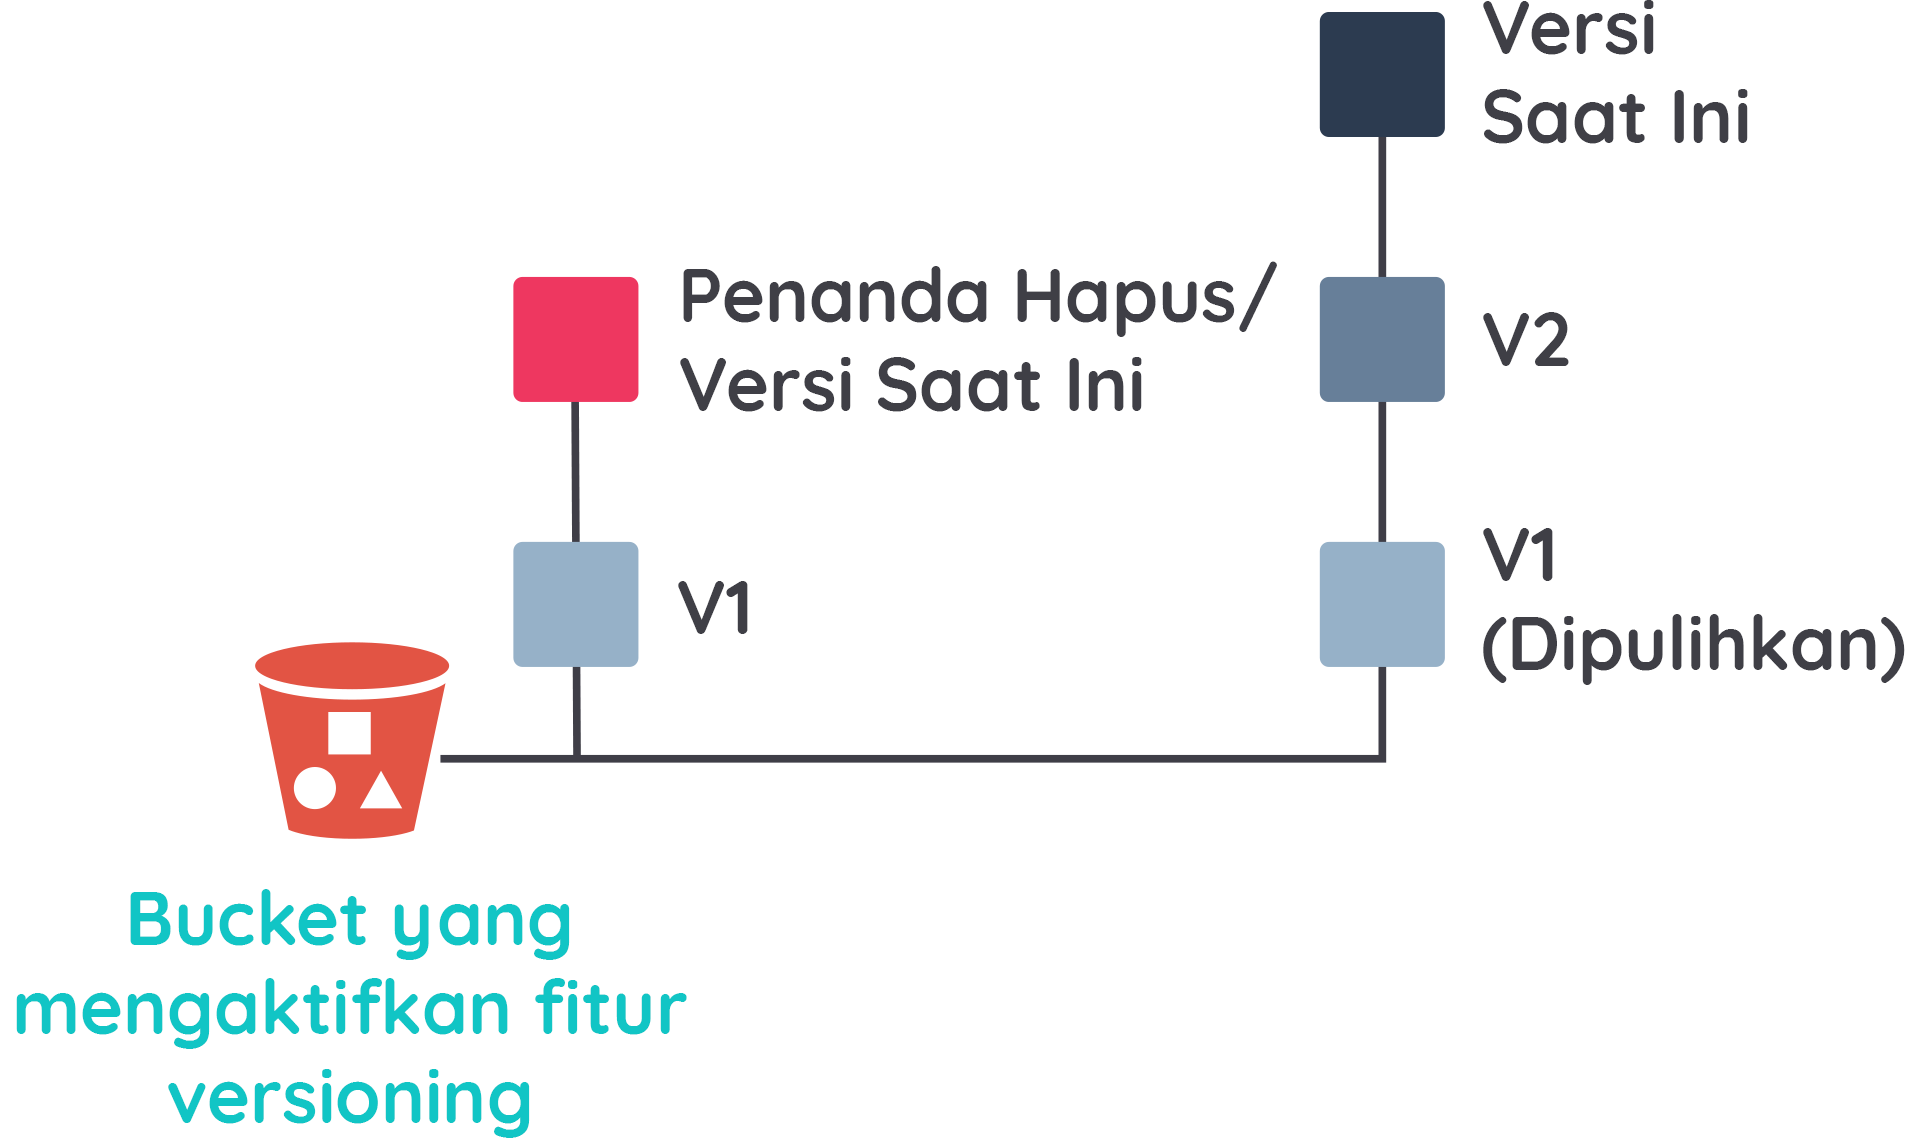 Versi
Saat Ini
Penanda Hapus/
Versi Saat Ini
V2
V1
V1
(Dipulihkan)
Bucket yang
mengaktifkan fitur
versioning